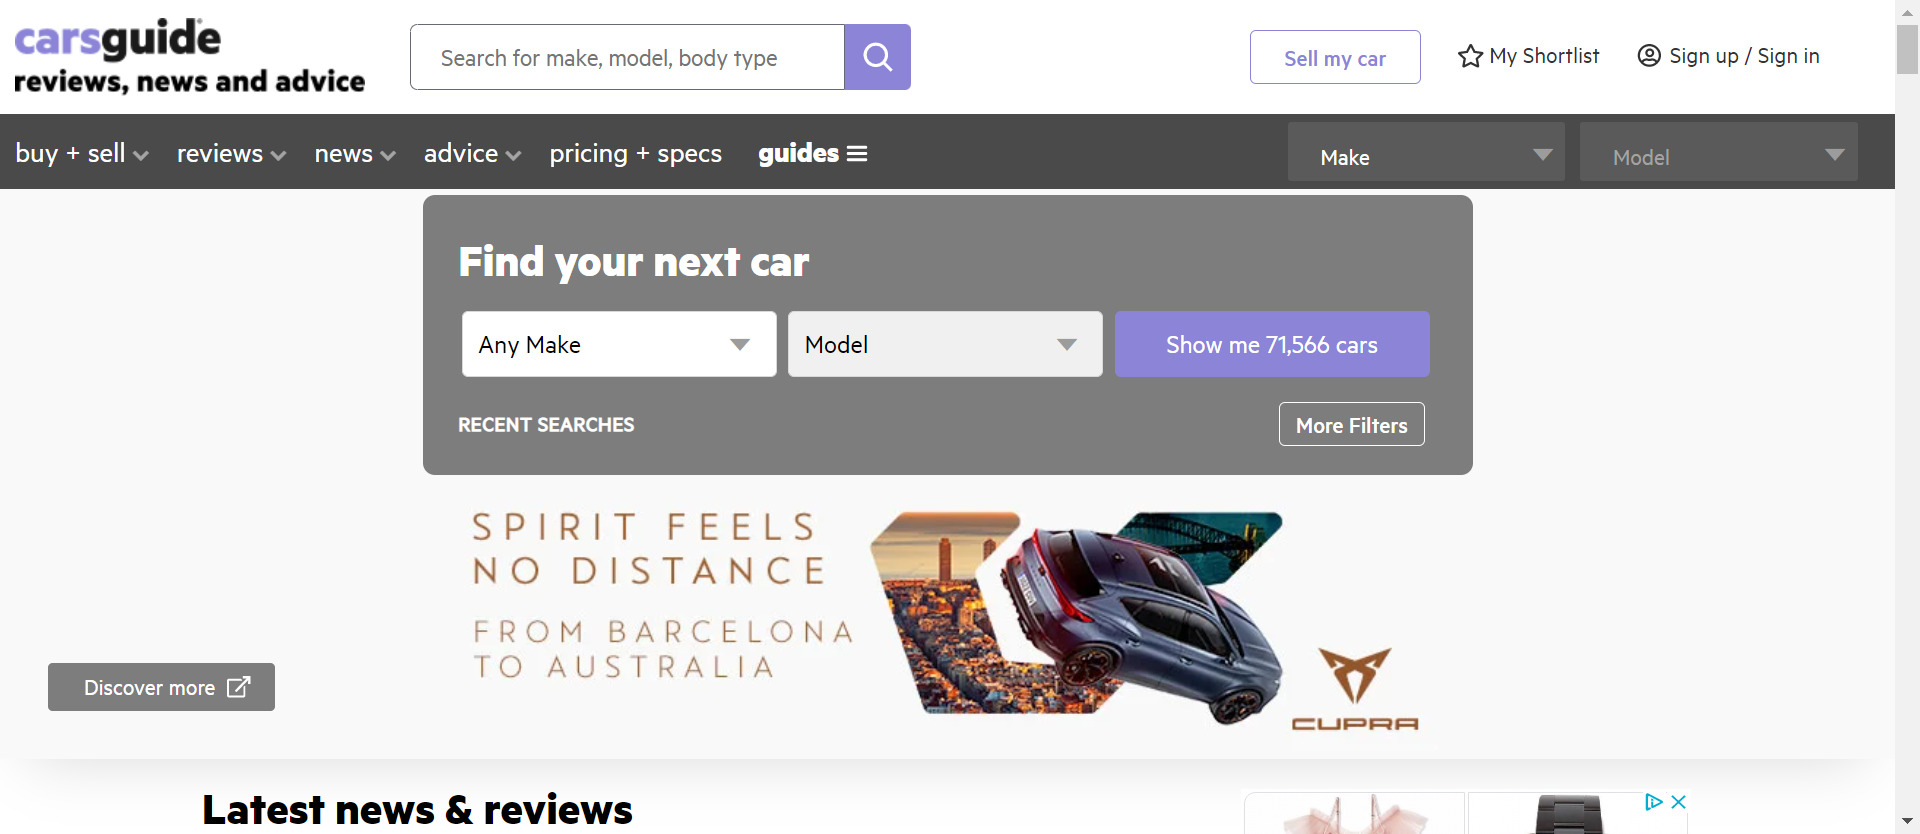 carsguide
reviews, news and advice
Search for make, model, body type
Sell my car
My Shortlist
Sign up / Sign in
buy + sell
reviews
news
advice
pricing + specs
guides
Make
Model
Find your next car
Any Make
Model
Show me 71,566 cars
RECENT SEARCHES
More Filters
SPIRIT FEELS
NO DISTANCE
FROM BARCELONA
TO AUSTRALIA
CUPRA
Discover more
Latest news & reviews